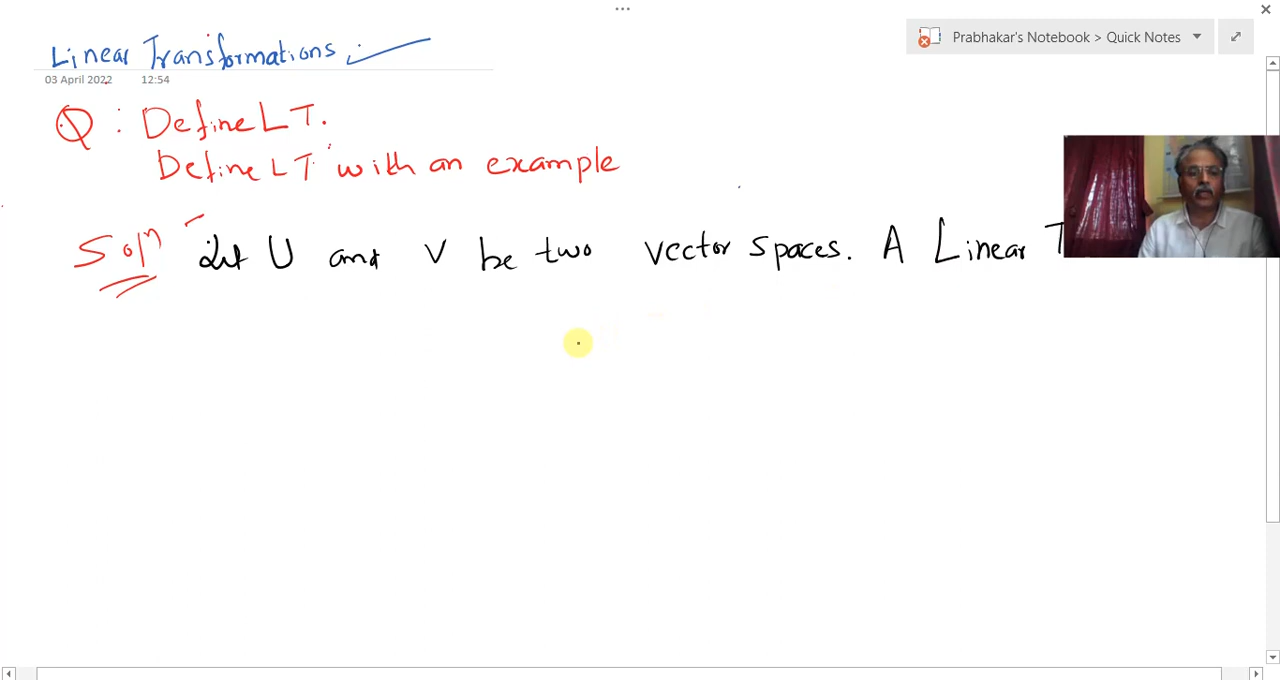 Prabhakar's Notebook > Quick Notes
Linear Transformations
03 April 2022 12:54
Q : Define LT.
Define LT with an example
Soln Let U and V be two vector spaces. A Linear T